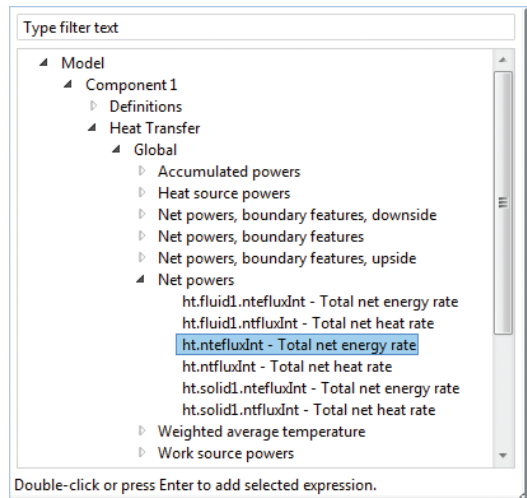 Type filter text
Model
Component 1
Definitions
Heat Transfer
Global
Accumulated powers
Heat source powers
Net powers, boundary features, downside
Net powers, boundary features
Net powers, boundary features, upside
Net powers
ht.fluid1.ntefluxInt - Total net energy rate
ht.fluid1.ntfluxInt - Total net heat rate
ht.ntefluxInt - Total net energy rate
ht.ntfluxInt - Total net heat rate
ht.solid1.ntefluxInt - Total net energy rate
ht.solid1.ntfluxInt - Total net heat rate
Weighted average temperature
Work source powers
Double-click or press Enter to add selected expression.